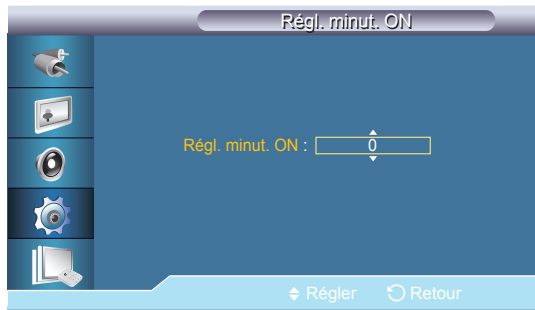 Régl. minut. ON
Régl. minut. ON : 0
Régler Retour